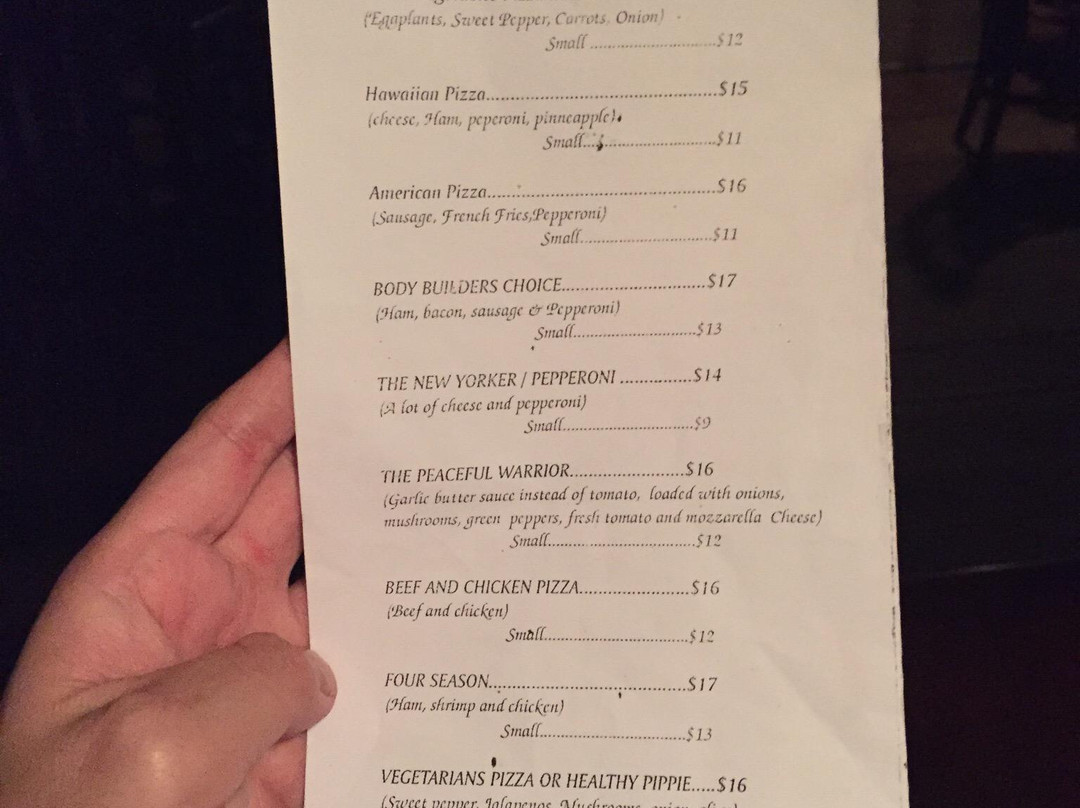 (Eggplants, Sweet Pepper, Carrots, Onion)
Small ..........................$12
Hawaiian Pizza................................................$15
(cheese, Ham, peperoni, pinneapple).
Small................................$11
American Pizza................................................$16
(Sausage, French Fries,Pepperoni)
Small................................$11
BODY BUILDERS CHOICE.............................$17
(Ham, bacon, sausage & Pepperoni)
Small.............................$13
THE NEW YORKER / PEPPERONI ...............$14
(A lot of cheese and pepperoni)
Small................................$9
THE PEACEFUL WARRIOR........................$16
(Garlic butter sauce instead of tomato, loaded with onions,
mushrooms, green peppers, fresh tomato and mozzarella Cheese)
Small...................................$12
BEEF AND CHICKEN PIZZA.......................$16
(Beef and chicken)
Small...................................$12
FOUR SEASON................................................$17
(Ham, shrimp and chicken)
Small...................................$13
VEGETARIANS PIZZA OR HEALTHY PIPPIE.....$16
(Sweet pepper, Jalapenos, Mushrooms, onion,